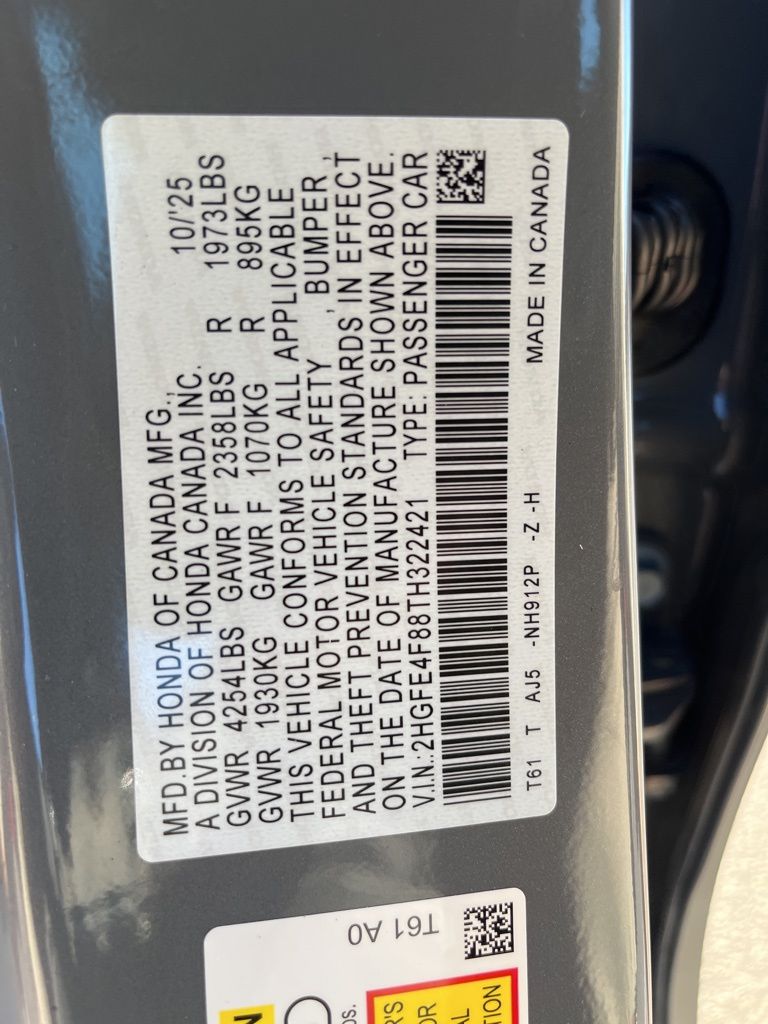 MFD.BY HONDA OF CANADA MFG., 10/'25
A DIVISION OF HONDA CANADA INC.
GVWR 4254LBS GAWR F 2358LBS R 1973LBS
GVWR 1930KG GAWR F 1070KG R 895KG
THIS VEHICLE CONFORMS TO ALL APPLICABLE
FEDERAL MOTOR VEHICLE SAFETY , BUMPER ,
AND THEFT PREVENTION STANDARDS IN EFFECT
ON THE DATE OF MANUFACTURE SHOWN ABOVE.
V.I.N.:2HGFE4F88TH322421 TYPE: PASSENGER CAR
T61 T AJ5 -NH912P -Z -H MADE IN CANADA
T61 A0